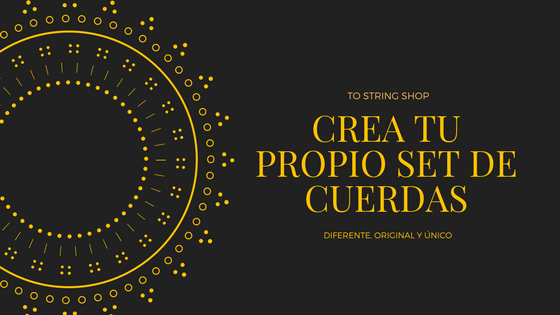 TO STRING SHOP
CREA TU
PROPIO SET DE
CUERDAS
DIFERENTE, ORIGINAL Y ÚNICO